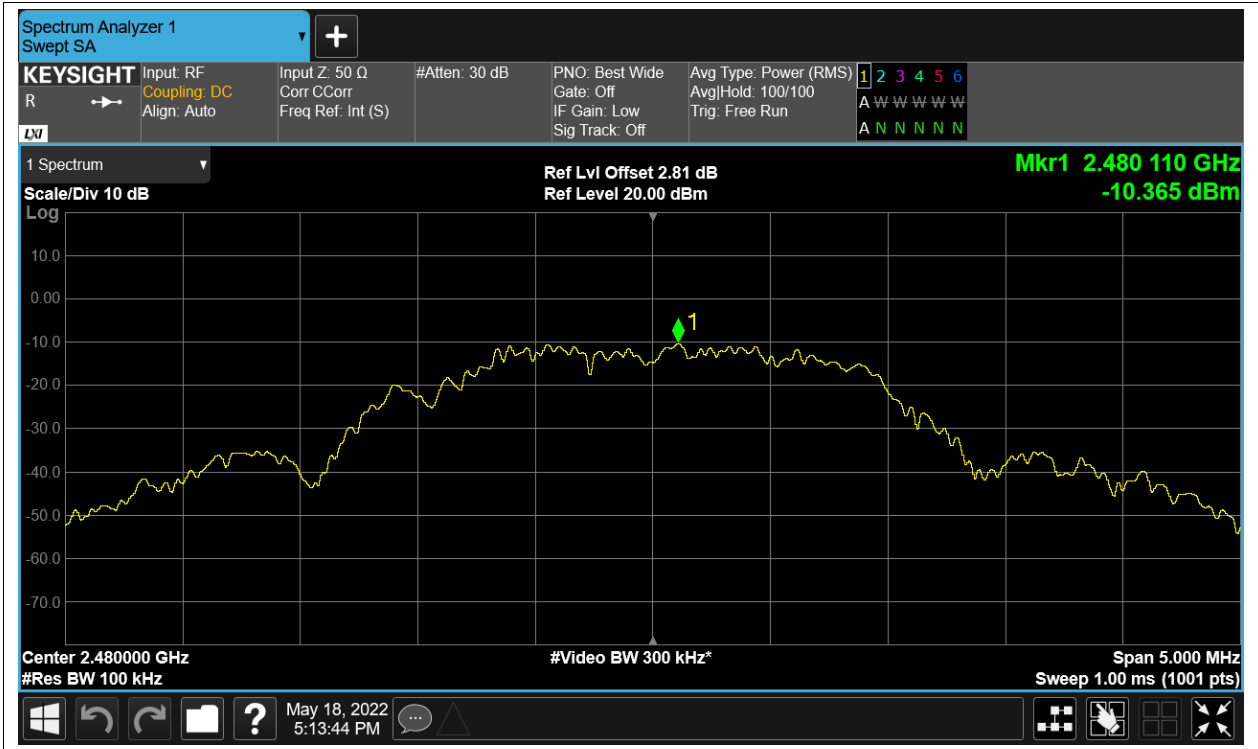 Spectrum Analyzer 1
Swept SA
KEYSIGHT
R
LXI
Input: RF
Coupling: DC
Align: Auto
Input Z: 50 Ω
Corr CCorr
Freq Ref: Int (S)
#Atten: 30 dB
PNO: Best Wide
Gate: Off
IF Gain: Low
Sig Track: Off
Avg Type: Power (RMS)
Avg|Hold: 100/100
Trig: Free Run
1 2 3 4 5 6
A W W W W W
A N N N N N
1 Spectrum
Scale/Div 10 dB
Log
Ref Lvl Offset 2.81 dB
Ref Level 20.00 dBm
Mkr1 2.480 110 GHz
-10.365 dBm
10.0
0.00
-10.0
-20.0
-30.0
-40.0
-50.0
-60.0
-70.0
1
Center 2.480000 GHz
#Res BW 100 kHz
#Video BW 300 kHz*
Span 5.000 MHz
Sweep 1.00 ms (1001 pts)
?
May 18, 2022
5:13:44 PM